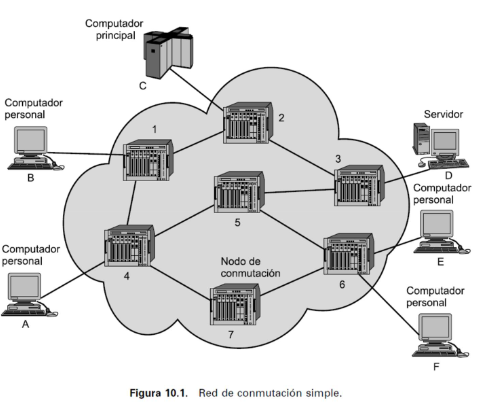 Computador
principal
C
Computador
personal
B
1
2
Servidor
D
3
Computador
personal
E
5
4
Computador
personal
A
Nodo de
conmutación
7
6
Computador
personal
F
Figura 10.1. Red de conmutación simple.